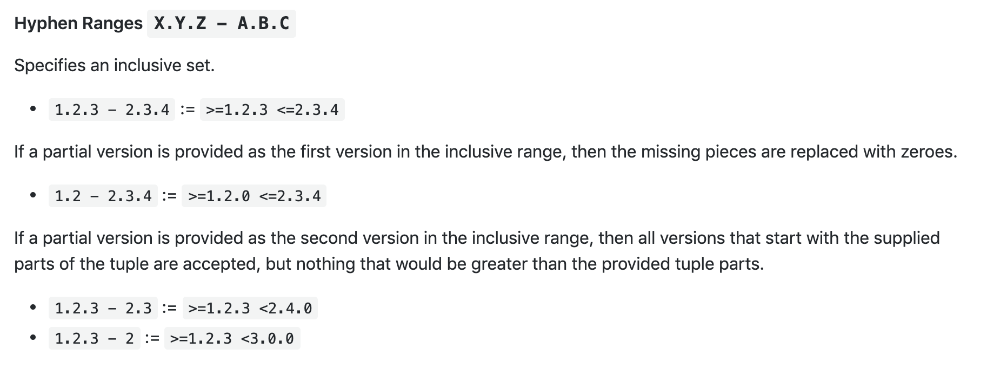 Hyphen Ranges X.Y.Z - A.B.C
Specifies an inclusive set.
• 1.2.3 - 2.3.4 := >=1.2.3 <=2.3.4
If a partial version is provided as the first version in the inclusive range, then the missing pieces are replaced with zeroes.
• 1.2 - 2.3.4 := >=1.2.0 <=2.3.4
If a partial version is provided as the second version in the inclusive range, then all versions that start with the supplied
parts of the tuple are accepted, but nothing that would be greater than the provided tuple parts.
• 1.2.3 - 2.3 := >=1.2.3 <2.4.0
• 1.2.3 - 2 := >=1.2.3 <3.0.0